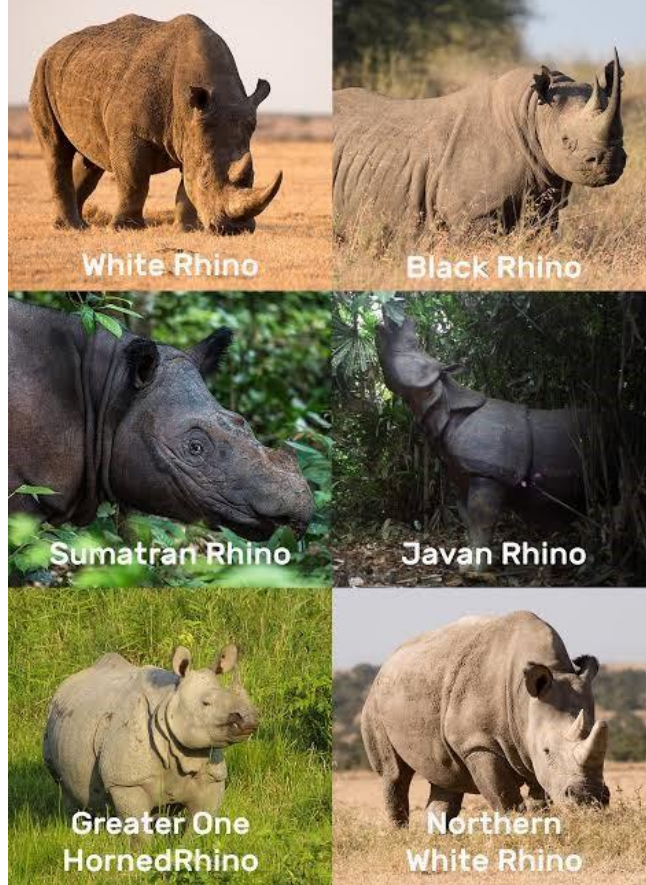 White Rhino
Black Rhino
Sumatran Rhino
Javan Rhino
Greater One
HornedRhino
Northern
White Rhino